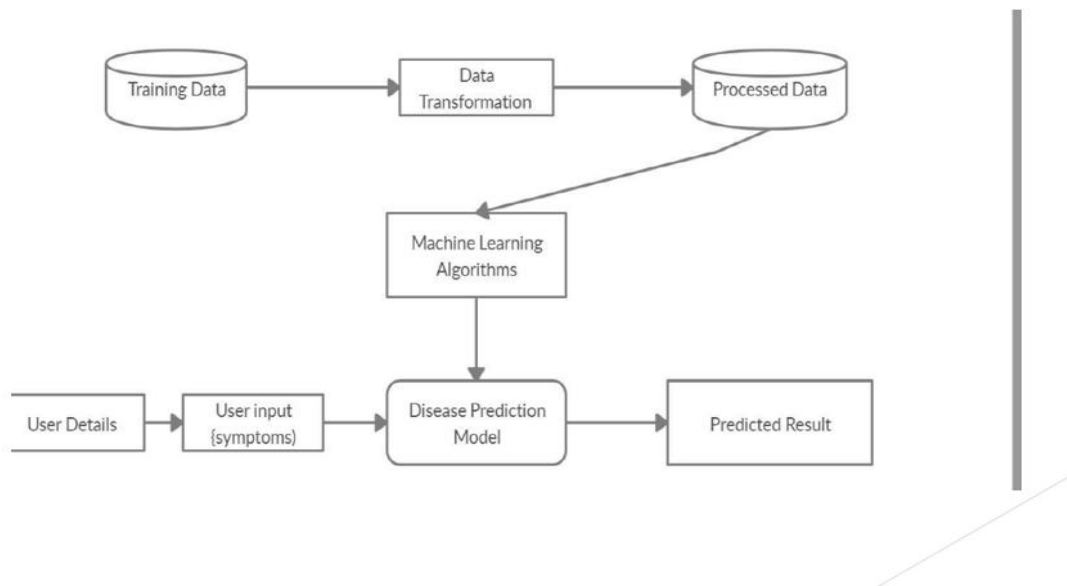 Training Data
Data
Transformation
Processed Data
Machine Learning
Algorithms
User Details
User input
{symptoms)
Disease Prediction
Model
Predicted Result